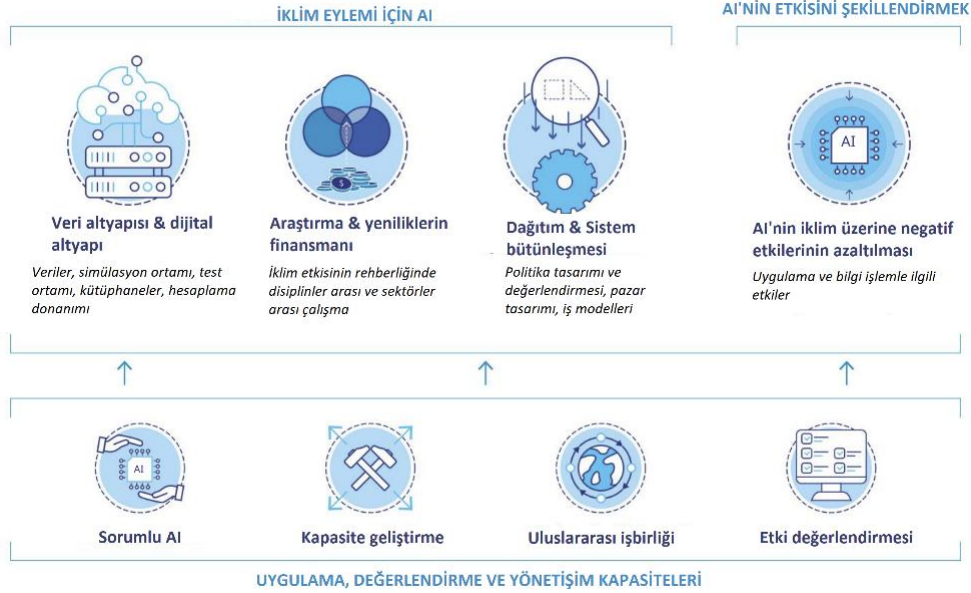 İKLİM EYLEMİ İÇİN AI
AI'NİN ETKİSİNİ ŞEKİLLENDİRMEK
Veri altyapısı & dijital
altyapı
Veriler, simülasyon ortamı, test
ortamı, kütüphaneler, hesaplama
donanımı
Araştırma & yeniliklerin
finansmanı
İklim etkisinin rehberliğinde
disiplinler arası ve sektörler
arası çalışma
Dağıtım & Sistem
bütünleşmesi
Politika tasarımı ve
değerlendirmesi, pazar
tasarımı, iş modelleri
AI
AI'nin iklim üzerine negatif
etkilerinin azaltılması
Uygulama ve bilgi işlemle ilgili
etkiler
AI
Sorumlu AI
Kapasite geliştirme
Uluslararası işbirliği
Etki değerlendirmesi
UYGULAMA, DEĞERLENDİRME VE YÖNETİŞİM KAPASİTELERİ